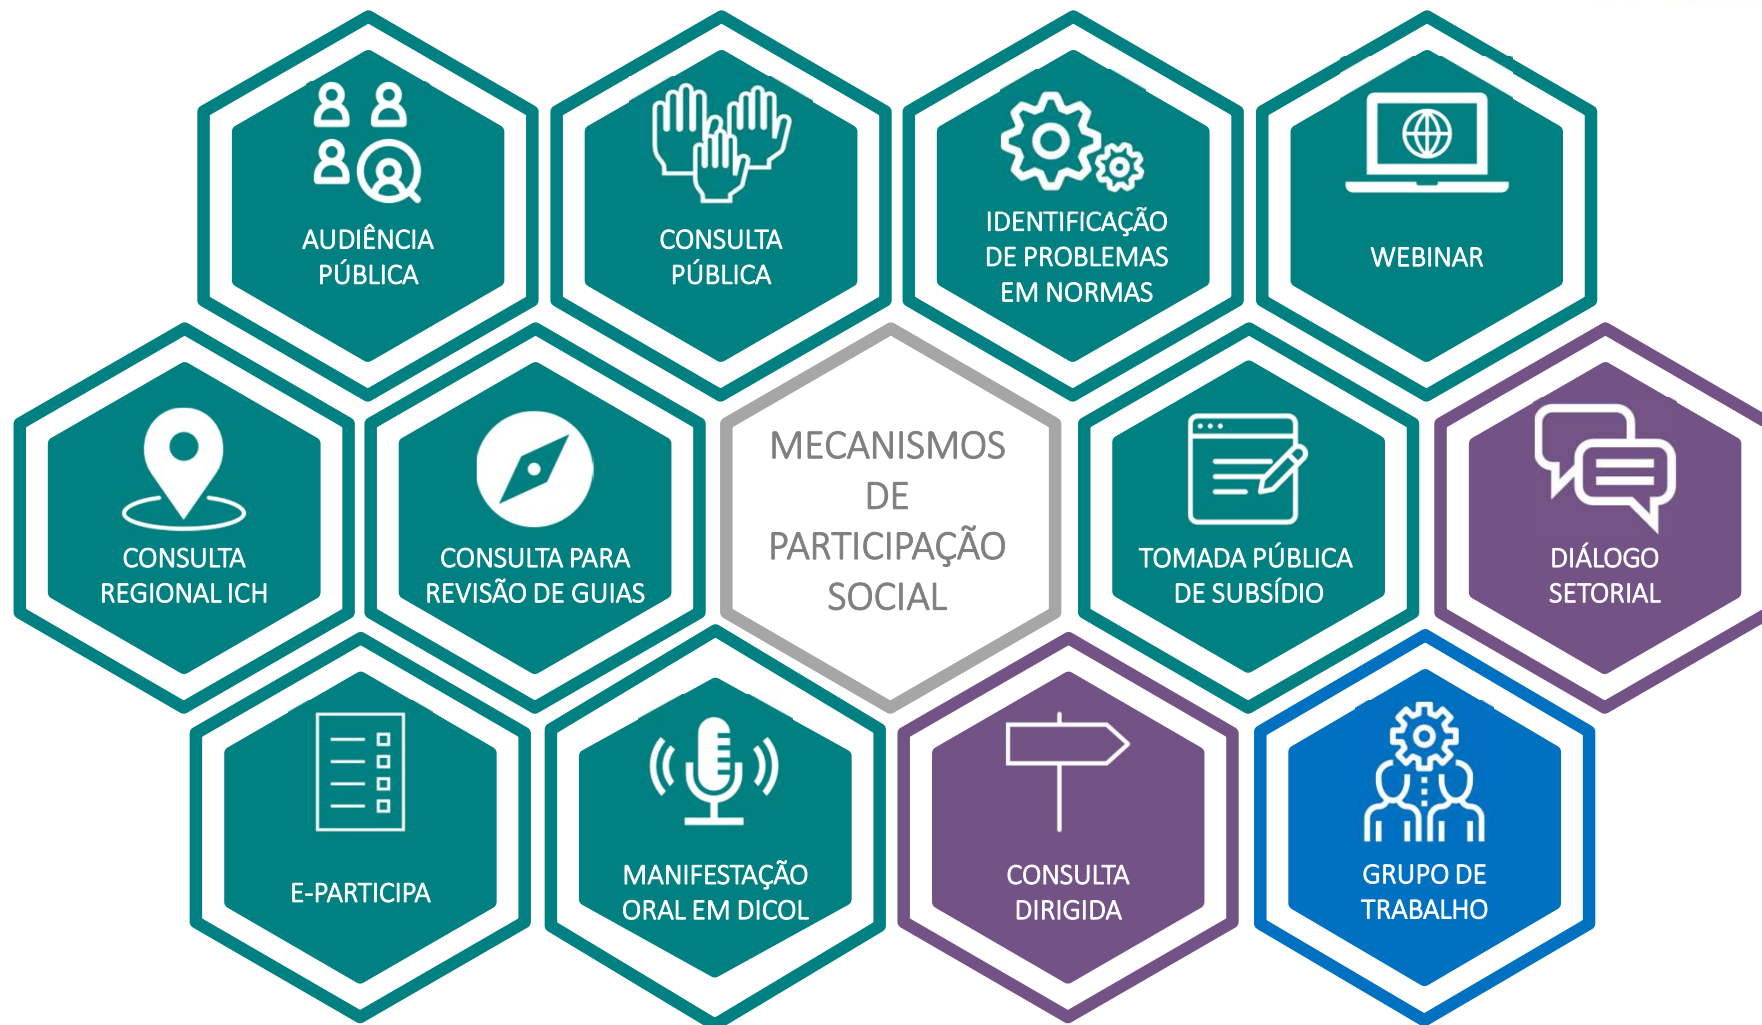 AUDIÊNCIA
PÚBLICA
CONSULTA
PÚBLICA
IDENTIFICAÇÃO
DE PROBLEMAS
EM NORMAS
WEBINAR
CONSULTA
REGIONAL ICH
CONSULTA PARA
REVISÃO DE GUIAS
MECANISMOS
DE
PARTICIPAÇÃO
SOCIAL
TOMADA PÚBLICA
DE SUBSÍDIO
DIÁLOGO
SETORIAL
E-PARTICIPA
MANIFESTAÇÃO
ORAL EM DICOL
CONSULTA
DIRIGIDA
GRUPO DE
TRABALHO